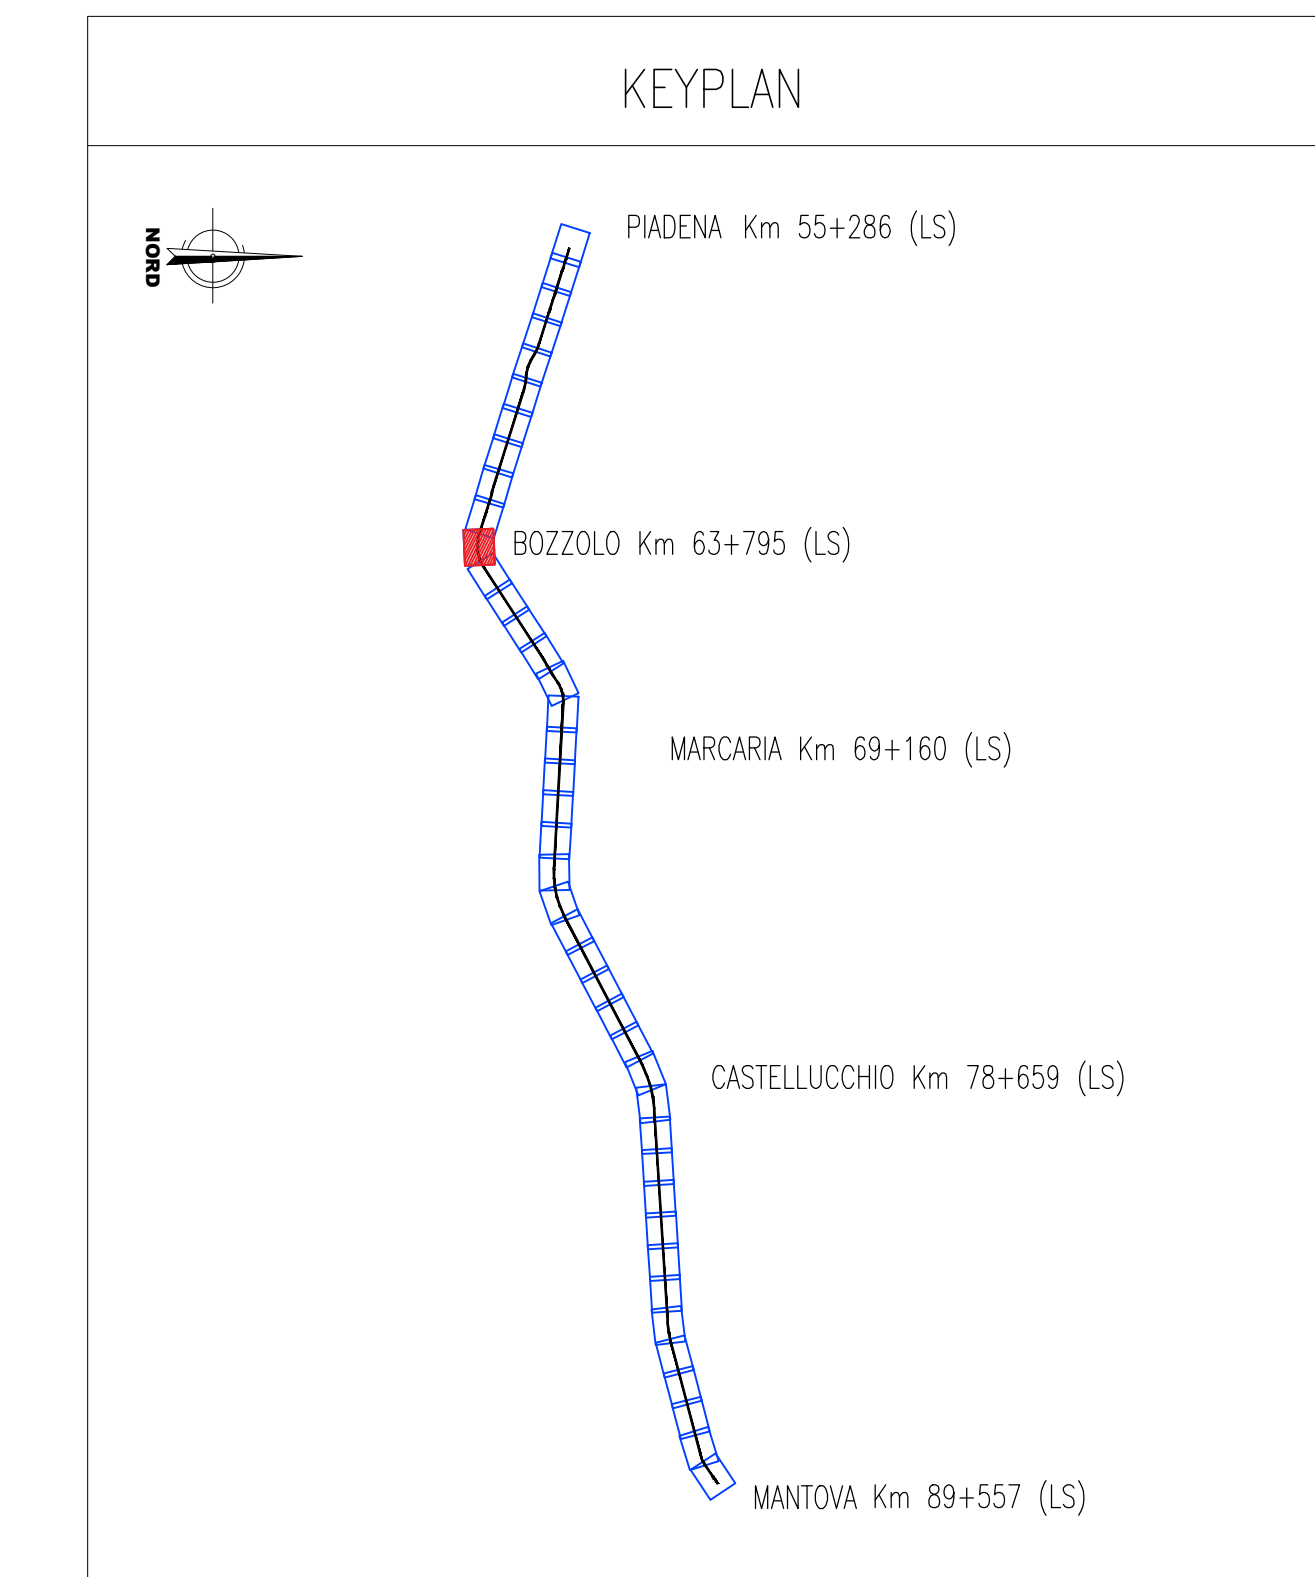 KEYPLAN
NORD
PIADENA Km 55+286 (LS)
BOZZOLO Km 63+795 (LS)
MARCARIA Km 69+160 (LS)
CASTELLUCCHIO Km 78+659 (LS)
MANTOVA Km 89+557 (LS)